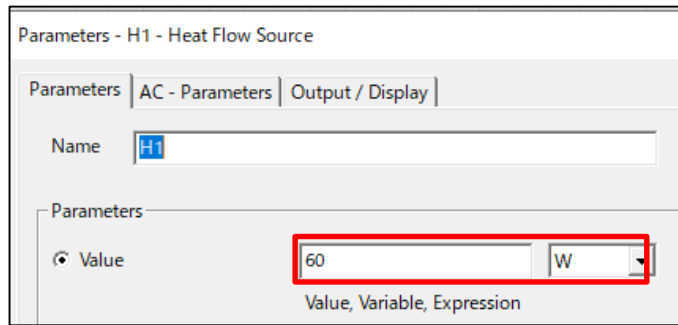 Parameters - H1 - Heat Flow Source
Parameters AC - Parameters Output / Display
Name H1
Parameters
Value 60 W
Value, Variable, Expression